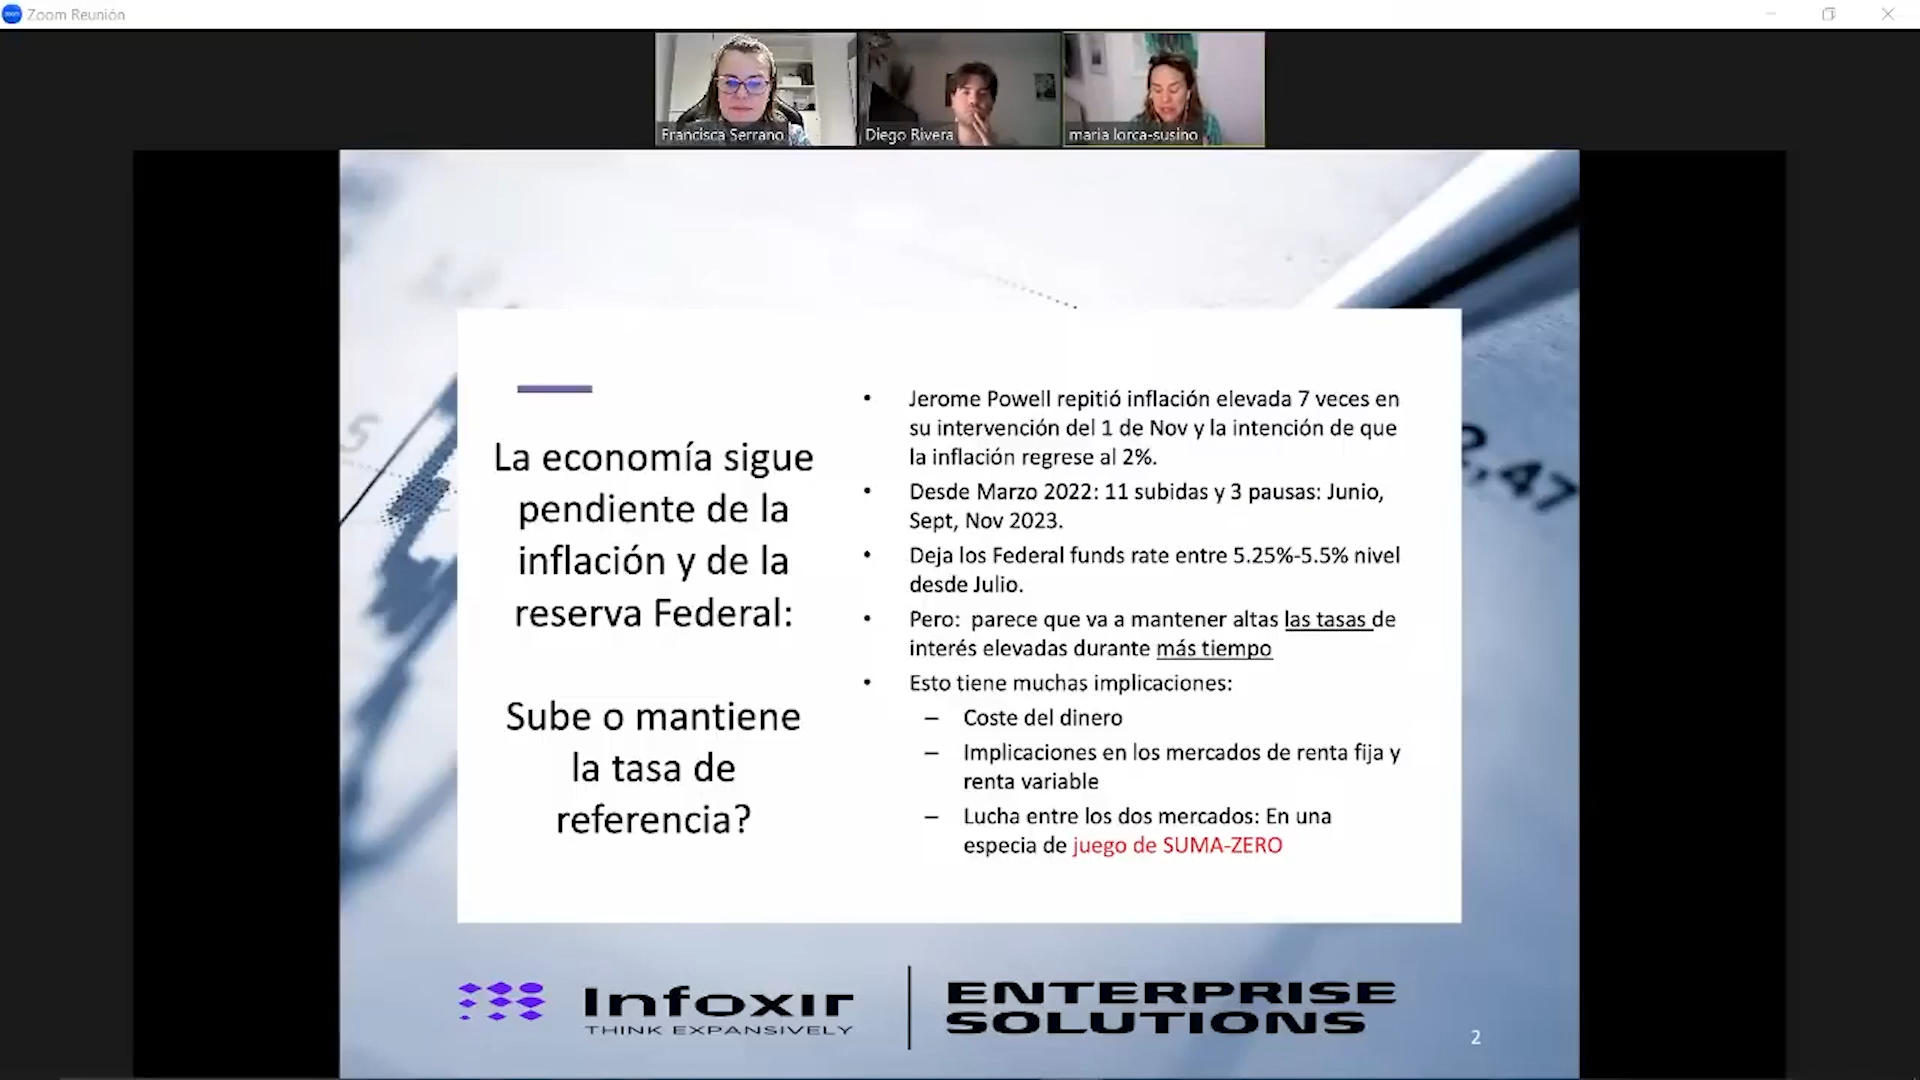 Zoom Reunión
Francisca Serrano
Diego Rivera
maria lorca-susino
La economía sigue
pendiente de la
inflación y de la
reserva Federal:
Sube o mantiene
la tasa de
referencia?
• Jerome Powell repitió inflación elevada 7 veces en
su intervención del 1 de Nov y la intención de que
la inflación regrese al 2%.
• Desde Marzo 2022: 11 subidas y 3 pausas: Junio,
Sept, Nov 2023.
• Deja los Federal funds rate entre 5.25%-5.5% nivel
desde Julio.
• Pero: parece que va a mantener altas las tasas de
interés elevadas durante más tiempo
• Esto tiene muchas implicaciones:
– Coste del dinero
– Implicaciones en los mercados de renta fija y
renta variable
– Lucha entre los dos mercados: En una
especia de juego de SUMA-ZERO
Infoxir
THINK EXPANSIVELY
ENTERPRISE
SOLUTIONS
2